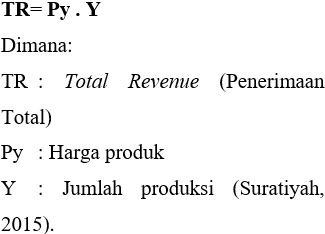 TR= Py . Y
Dimana:
TR : Total Revenue (Penerimaan
Total)
Py : Harga produk
Y : Jumlah produksi (Suratiyah,
2015).